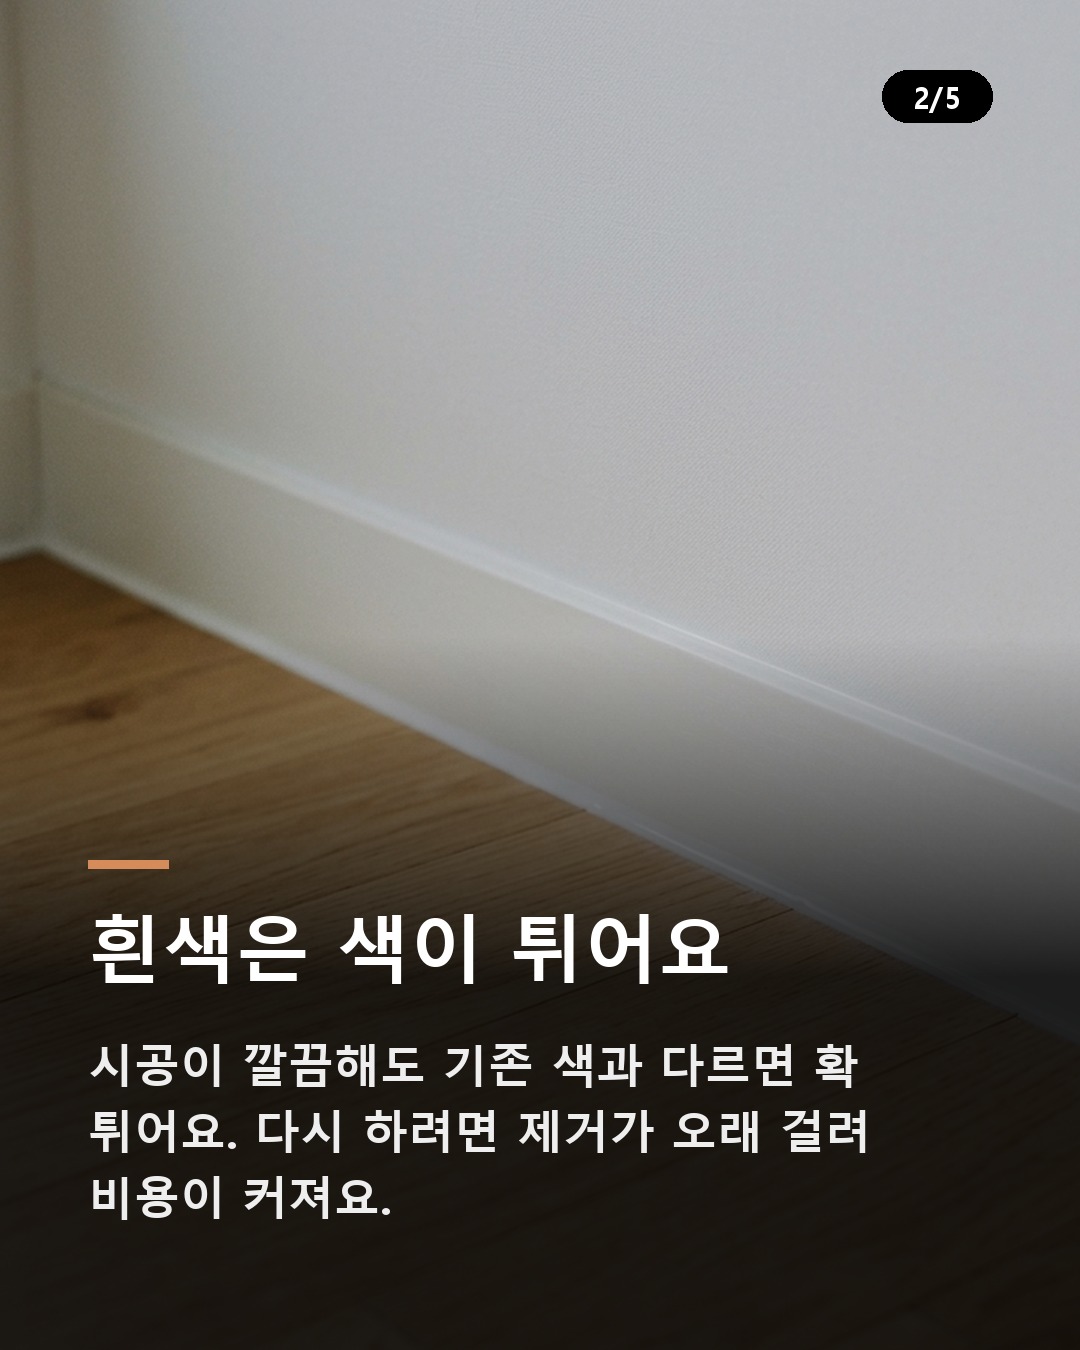 2/5
흰색은 색이 튀어요
시공이 깔끔해도 기존 색과 다르면 확
튀어요. 다시 하려면 제거가 오래 걸려
비용이 커져요.